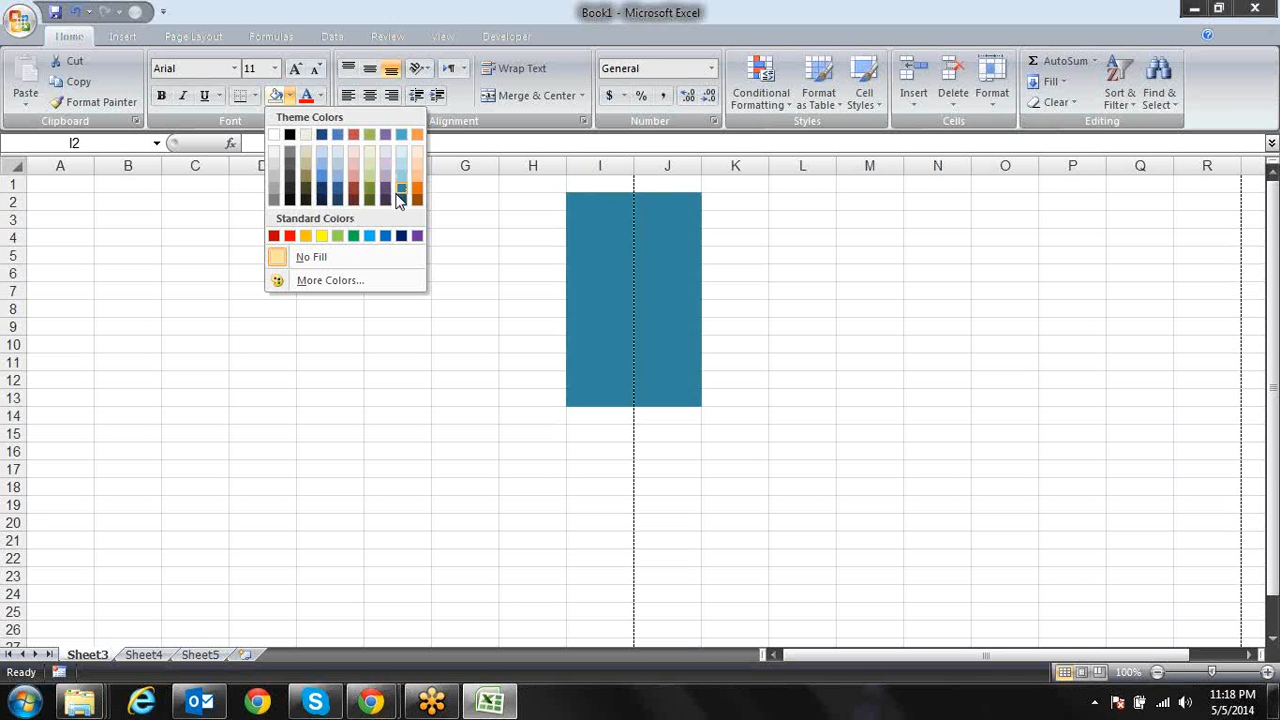 Book1 - Microsoft Excel
Home Insert Page Layout Formulas Data Review View Developer
Paste
Cut
Copy
Format Painter
Clipboard
Arial 11
B I U
Font
Wrap Text
Merge & Center
Alignment
General
$ % ,
Number
Conditional Formatting
Format as Table
Cell Styles
Styles
Insert Delete Format
Cells
Σ AutoSum
Fill
Clear
Sort & Filter
Find & Select
Editing
I2
fx
Theme Colors
Standard Colors
No Fill
More Colors...
A B C D G H I J K L M N O P Q R
1
2
3
4
5
6
7
8
9
10
11
12
13
14
15
16
17
18
19
20
21
22
23
24
25
26
27
Sheet3 Sheet4 Sheet5
Ready
100%
11:18 PM
5/5/2014